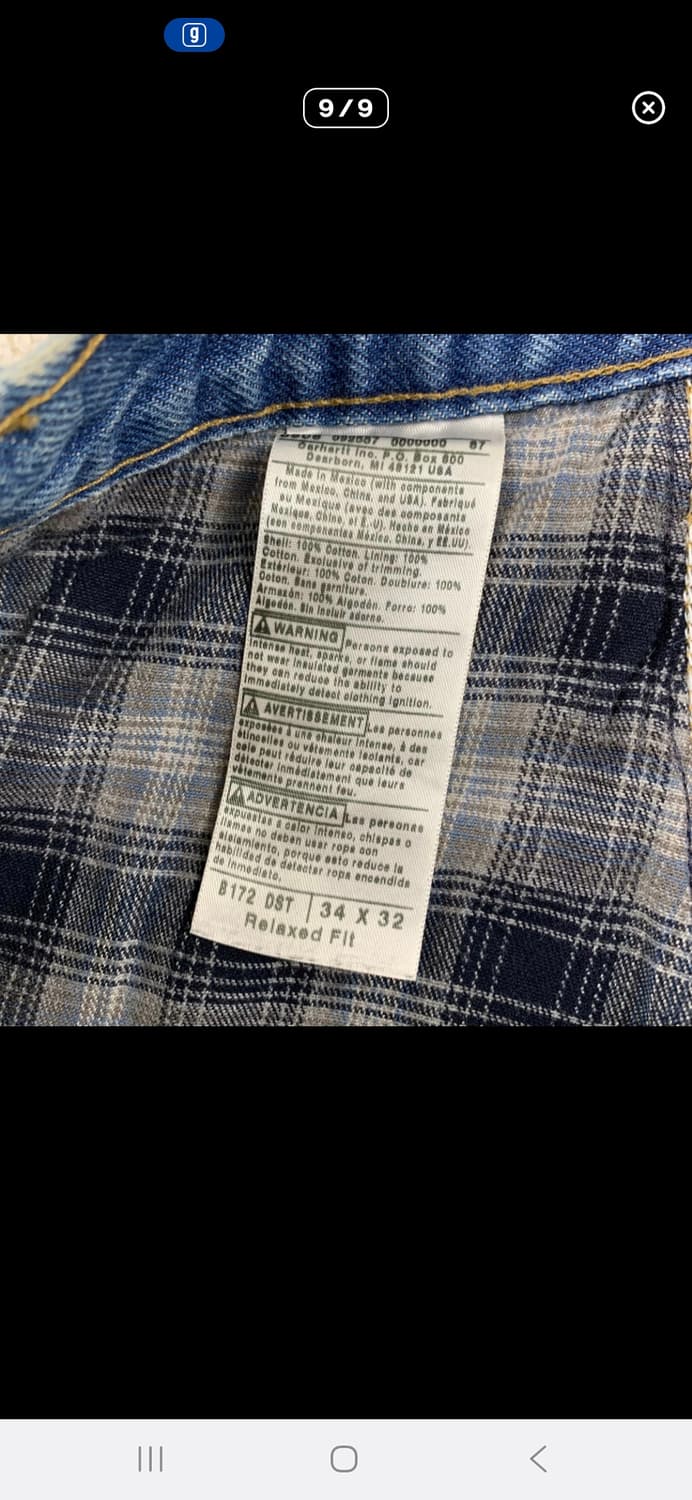 g
9/9
099887 0000000 87
Carhartt Inc. P.O. Box 600
Dearborn, MI 48121 USA
Made in Mexico (with components
from Mexico, China, and USA). Fabriqué
au Mexique (avec des composants
Mexique, Chine, et É.-U). Hecho en México
(con componentes México, China, y EE.UU).
Shell: 100% Cotton. Lining: 100%
Cotton. Exclusive of trimming.
Extérieur: 100% Coton. Doublure: 100%
Coton. Sans garniture.
Armazón: 100% Algodón. Forro: 100%
Algodón. Sin incluir adorno.
WARNING Persons exposed to
intense heat, sparks, or flame should
not wear insulated garments because
they can reduce the ability to
immediately detect clothing ignition.
AVERTISSEMENT Les personnes
exposées à une chaleur intense, à des
étincelles ou vêtements isolants, car
cela peut réduire leur capacité de
détecter immédiatement que leurs
vêtements prennent feu.
ADVERTENCIA Las personas
expuestas a calor intenso, chispas o
llamas no deben usar ropa con
aislamiento, porque esto reduce la
habilidad de detectar ropa encendida
de inmediato.
B172 DST | 34 X 32
Relaxed Fit